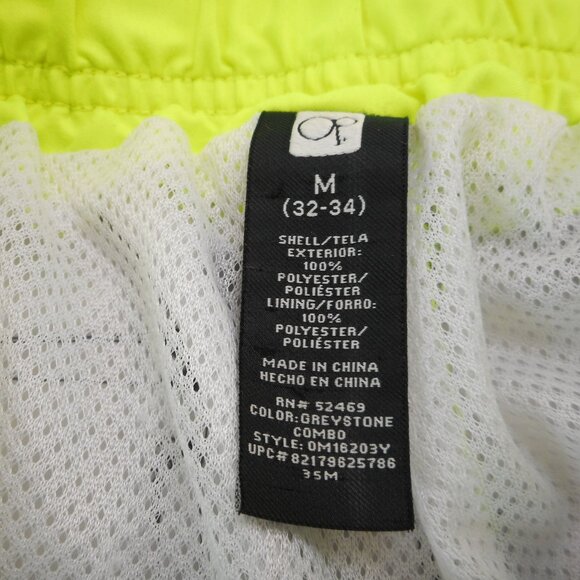 Op
M
(32-34)
SHELL/TELA
EXTERIOR:
100%
POLYESTER/
POLIÉSTER
LINING/FORRO:
100%
POLYESTER/
POLIÉSTER
MADE IN CHINA
HECHO EN CHINA
RN# 52469
COLOR:GREYSTONE
COMBO
STYLE: OM16203Y
UPC# 82179625786
35M